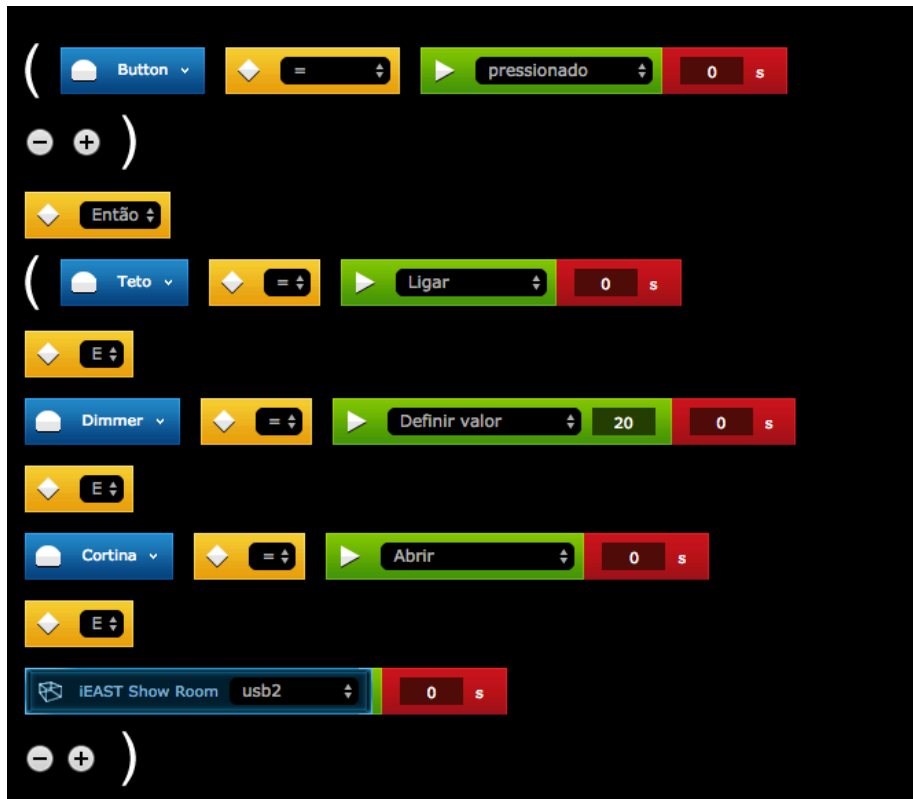 ( Button = pressionado 0 s
)
Então
( Teto = Ligar 0 s
E
Dimmer = Definir valor 20 0 s
E
Cortina = Abrir 0 s
E
iEAST Show Room usb2 0 s
)